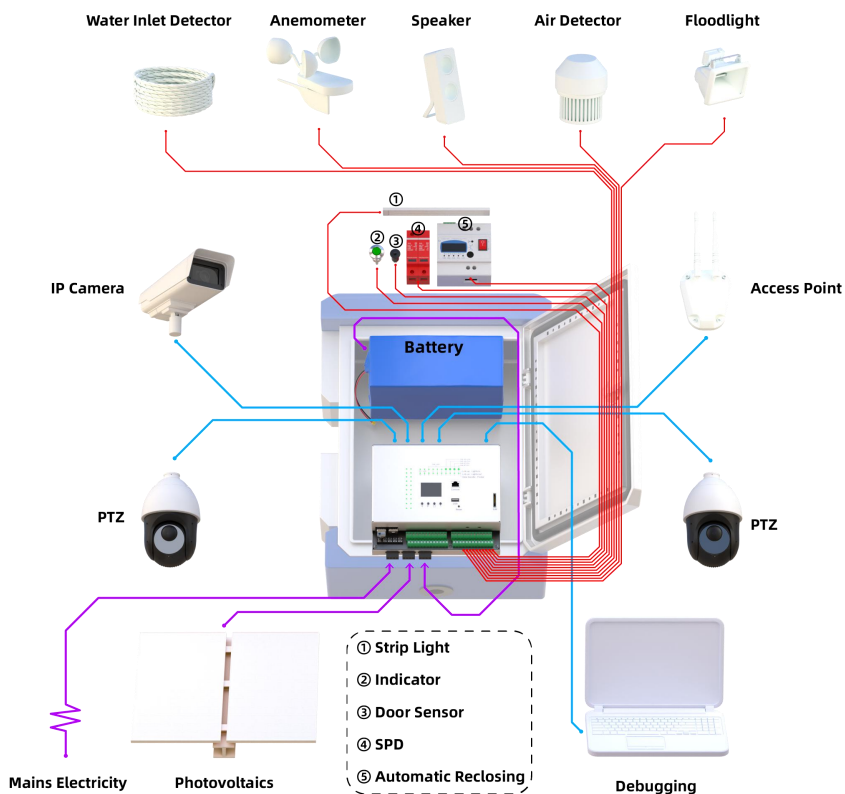 Water Inlet Detector
Anemometer
Speaker
Air Detector
Floodlight
①
②
③
④
⑤
IP Camera
Access Point
Battery
PTZ
PTZ
① Strip Light
② Indicator
③ Door Sensor
④ SPD
⑤ Automatic Reclosing
Mains Electricity
Photovoltaics
Debugging